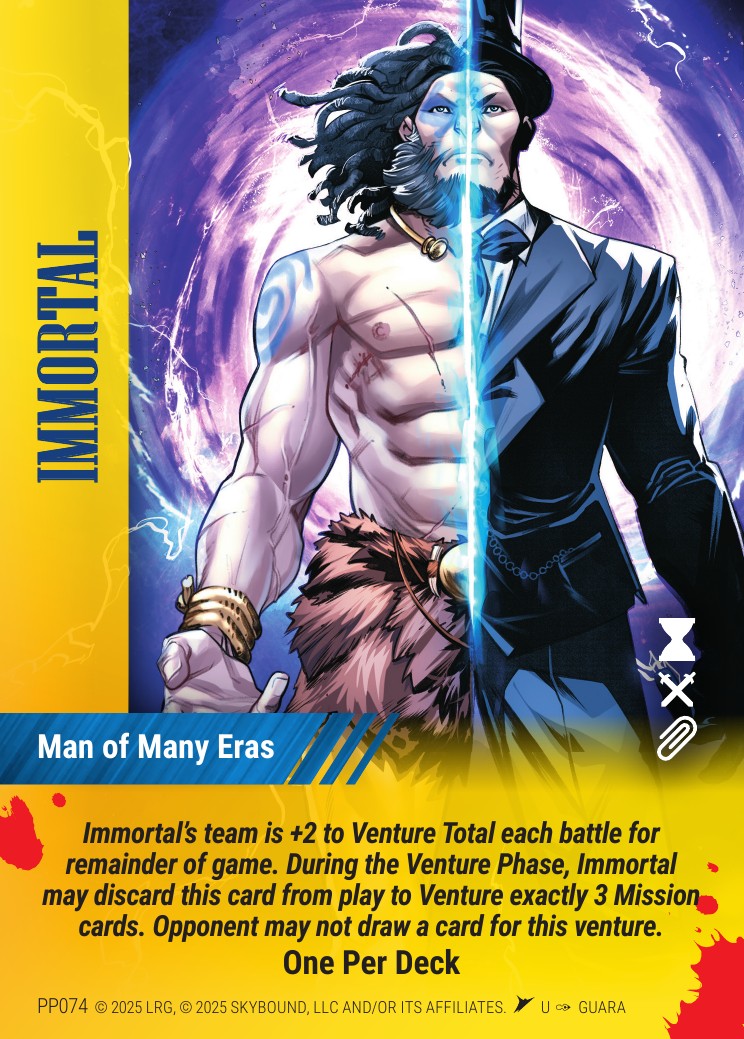 IMMORTAL
Man of Many Eras
Immortal's team is +2 to Venture Total each battle for
remainder of game. During the Venture Phase, Immortal
may discard this card from play to Venture exactly 3 Mission
cards. Opponent may not draw a card for this venture.
One Per Deck
PP074 © 2025 LRG, © 2025 SKYBOUND, LLC AND/OR ITS AFFILIATES. U GUARA